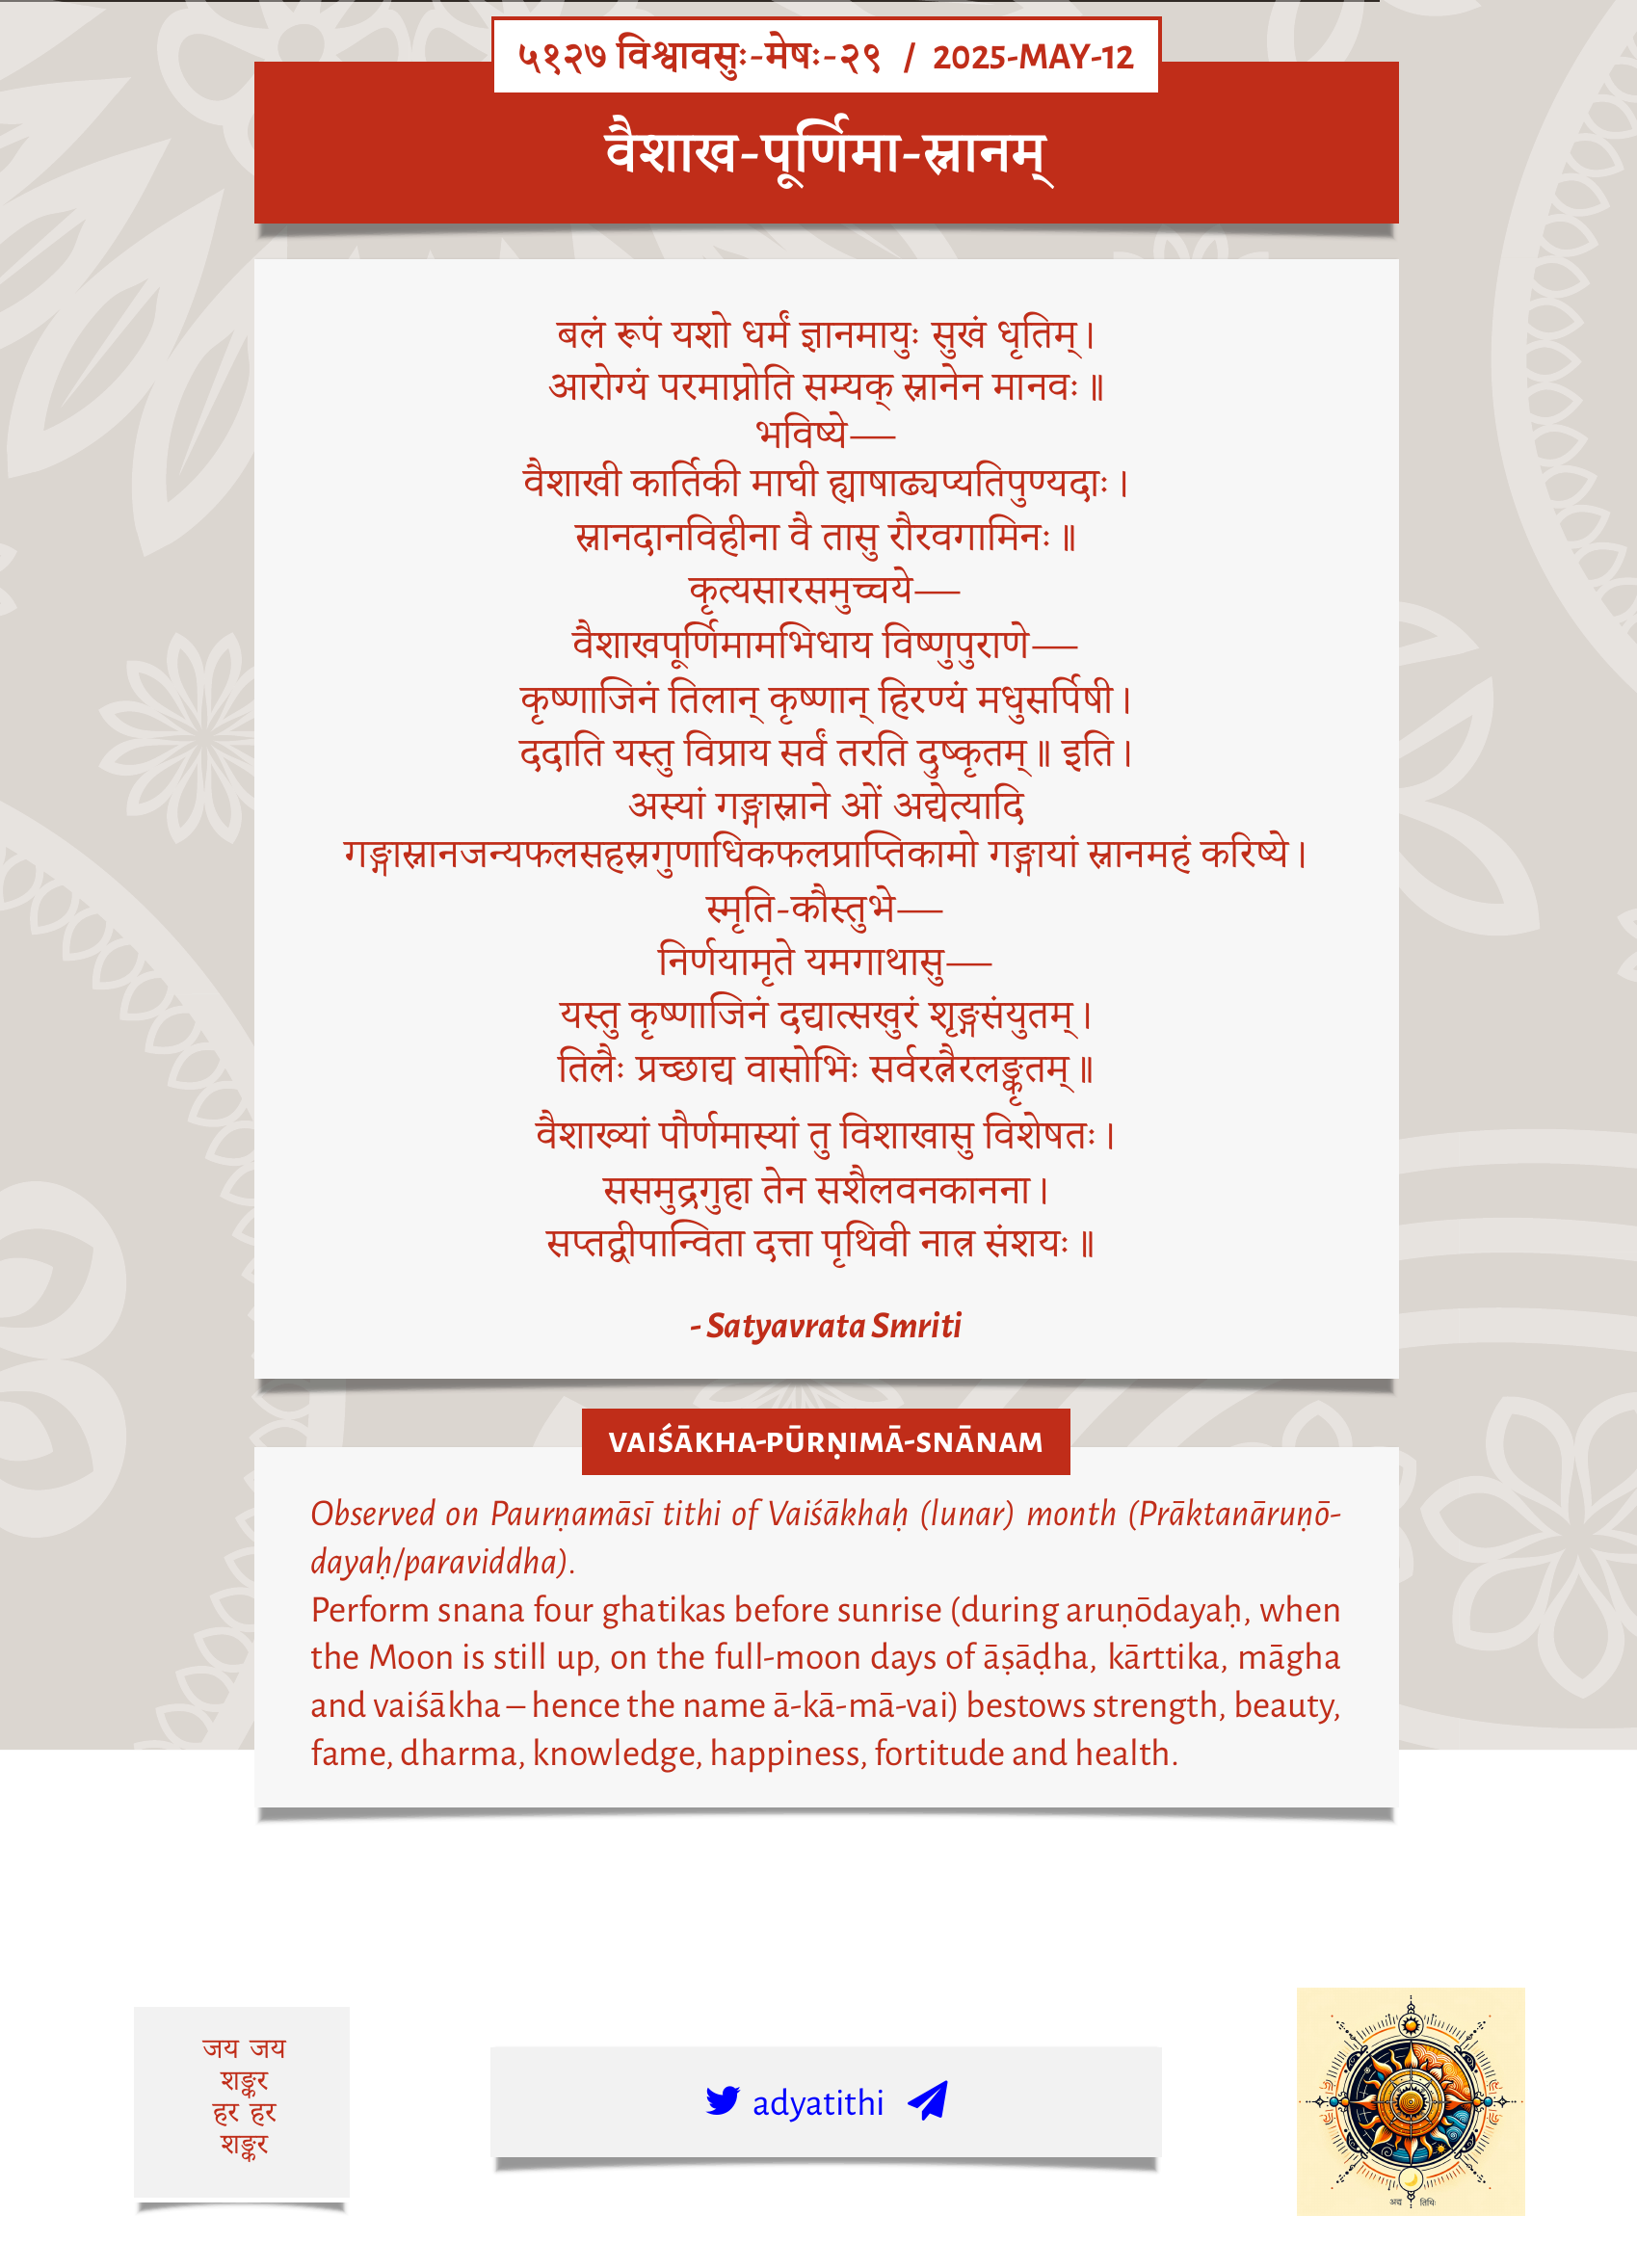 ५१२७ विश्वावसुः-मेषः-२९ / 2025-MAY-12
वैशाख-पूर्णिमा-स्नानम्
बलं रूपं यशो धर्मं ज्ञानमायुः सुखं धृतिम्।
आरोग्यं परमाप्नोति सम्यक् स्नानेन मानवः॥
भविष्ये—
वैशाखी कार्तिकी माघी ह्याषाढ्यप्यतिपुण्यदाः।
स्नानदानविहीना वै तासु रौरवगामिनः॥
कृत्यसारसमुच्चये—
वैशाखपूर्णिमामभिधाय विष्णुपुराणे—
कृष्णाजिनं तिलान् कृष्णान् हिरण्यं मधुसर्पिषी।
ददाति यस्तु विप्राय सर्वं तरति दुष्कृतम्॥ इति।
अस्यां गङ्गास्नाने ओं अद्येत्यादि
गङ्गास्नानजन्यफलसहस्रगुणाधिकफलप्राप्तिकामो गङ्गायां स्नानमहं करिष्ये।
स्मृति-कौस्तुभे—
निर्णयामृते यमगाथासु—
यस्तु कृष्णाजिनं दद्यात्सखुरं शृङ्गसंयुतम्।
तिलैः प्रच्छाद्य वासोभिः सर्वरत्नैरलङ्कृतम्॥
वैशाख्यां पौर्णमास्यां तु विशाखासु विशेषतः।
ससमुद्रगुहा तेन सशैलवनकानना।
सप्तद्वीपान्विता दत्ता पृथिवी नात्र संशयः॥
- Satyavrata Smriti
VAIŚĀKHA-PŪRṆIMĀ-SNĀNAM
Observed on Paurṇamāsī tithi of Vaiśākhaḥ (lunar) month (Prāktanāruṇō-
dayaḥ/paraviddha).
Perform snana four ghatikas before sunrise (during aruṇōdayaḥ, when
the Moon is still up, on the full-moon days of āṣāḍha, kārttika, māgha
and vaiśākha – hence the name ā-kā-mā-vai) bestows strength, beauty,
fame, dharma, knowledge, happiness, fortitude and health.
जय जय
शङ्कर
हर हर
शङ्कर
adyatithi
अद्य तिथिः